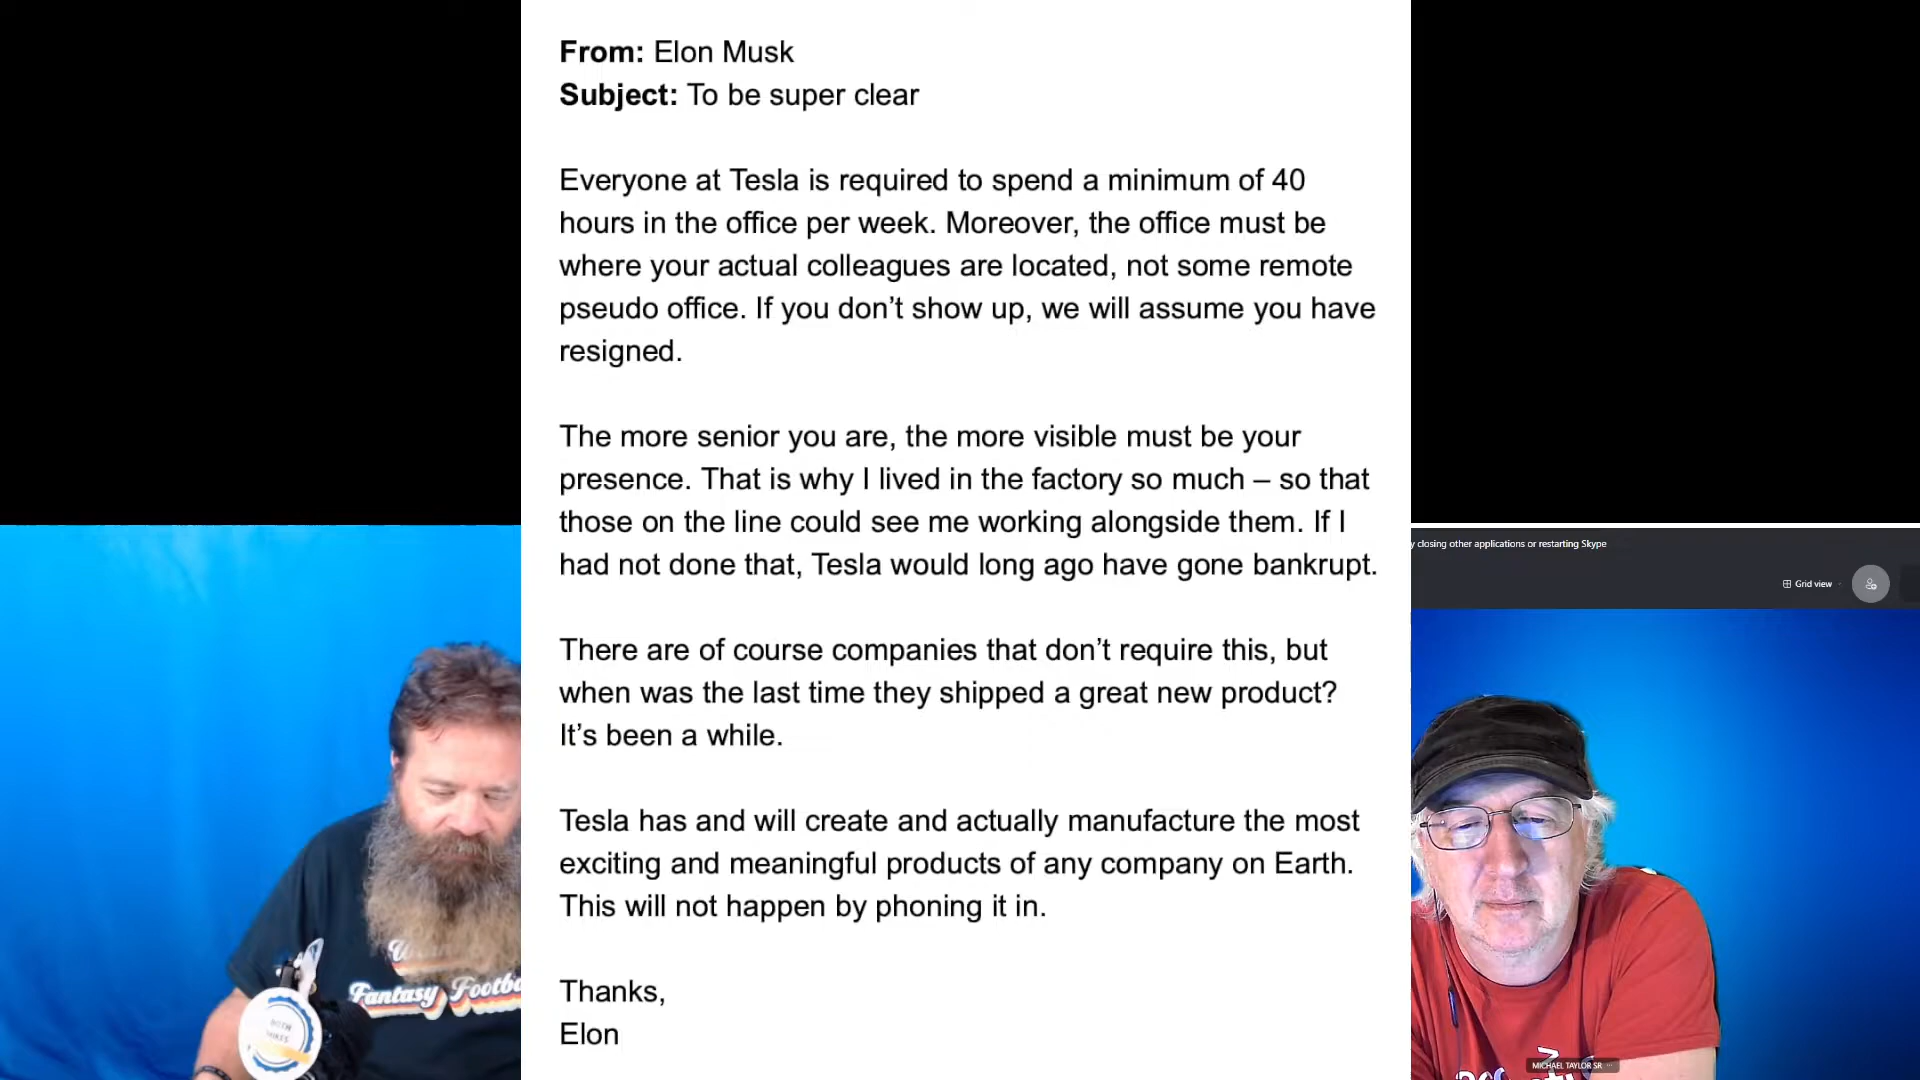 From: Elon Musk
Subject: To be super clear
Everyone at Tesla is required to spend a minimum of 40
hours in the office per week. Moreover, the office must be
where your actual colleagues are located, not some remote
pseudo office. If you don’t show up, we will assume you have
resigned.
The more senior you are, the more visible must be your
presence. That is why I lived in the factory so much – so that
those on the line could see me working alongside them. If I
had not done that, Tesla would long ago have gone bankrupt.
There are of course companies that don’t require this, but
when was the last time they shipped a great new product?
It’s been a while.
Tesla has and will create and actually manufacture the most
exciting and meaningful products of any company on Earth.
This will not happen by phoning it in.
Thanks,
Elon
y closing other applications or restarting Skype
Grid view
Fantasy Footba
BOTH
MIKES
MICHAEL TAYLOR SR